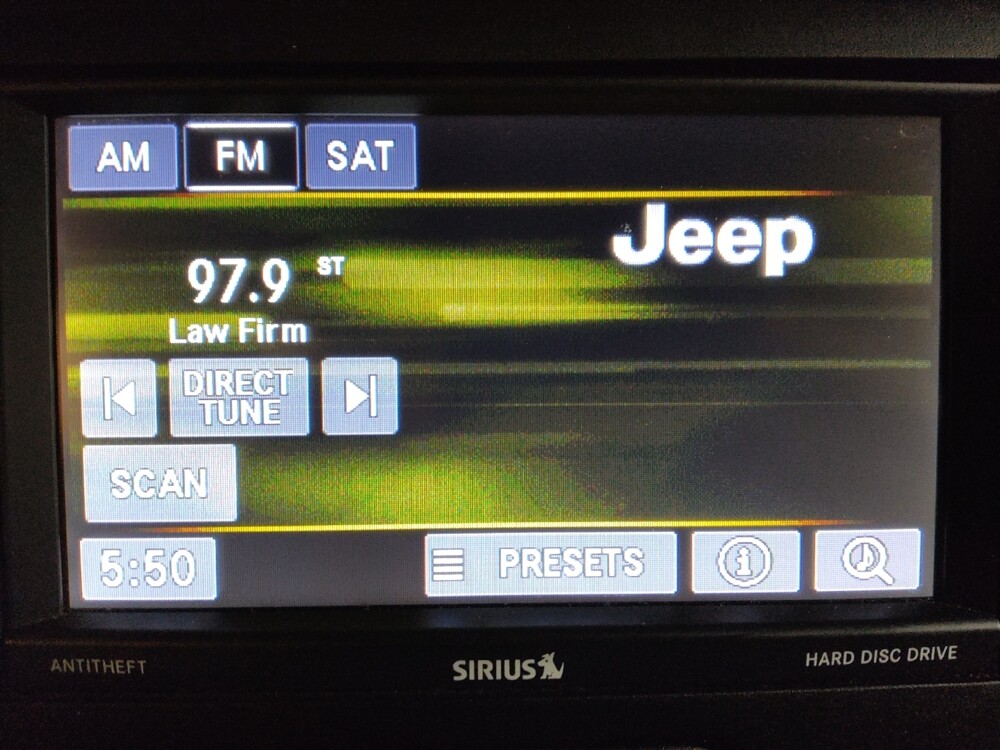 AM FM SAT
Jeep
97.9 ST
Law Firm
DIRECT
TUNE
SCAN
5:50 PRESETS i
ANTITHEFT SIRIUS HARD DISC DRIVE